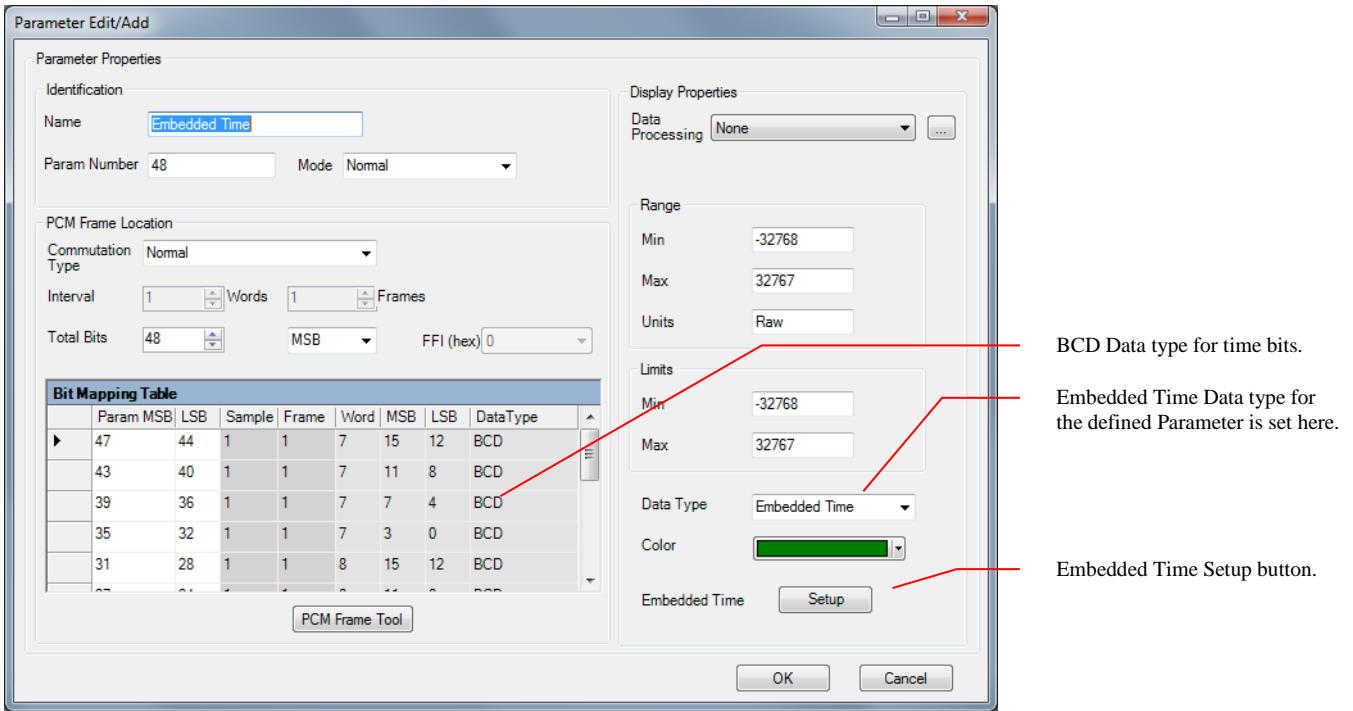 Parameter Edit/Add
Parameter Properties
Identification
Name Embedded Time
Param Number 48 Mode Normal
PCM Frame Location
Commutation Type Normal
Interval 1 Words 1 Frames
Total Bits 48 MSB FFI (hex) 0
Bit Mapping Table
Param MSB LSB Sample Frame Word MSB LSB DataType
47 44 1 1 7 15 12 BCD
43 40 1 1 7 11 8 BCD
39 36 1 1 7 7 4 BCD
35 32 1 1 7 3 0 BCD
31 28 1 1 8 15 12 BCD
PCM Frame Tool
Display Properties
Data Processing None ...
Range
Min -32768
Max 32767
Units Raw
Limits
Min -32768
Max 32767
Data Type Embedded Time
Color
Embedded Time Setup
OK Cancel
BCD Data type for time bits.
Embedded Time Data type for
the defined Parameter is set here.
Embedded Time Setup button.